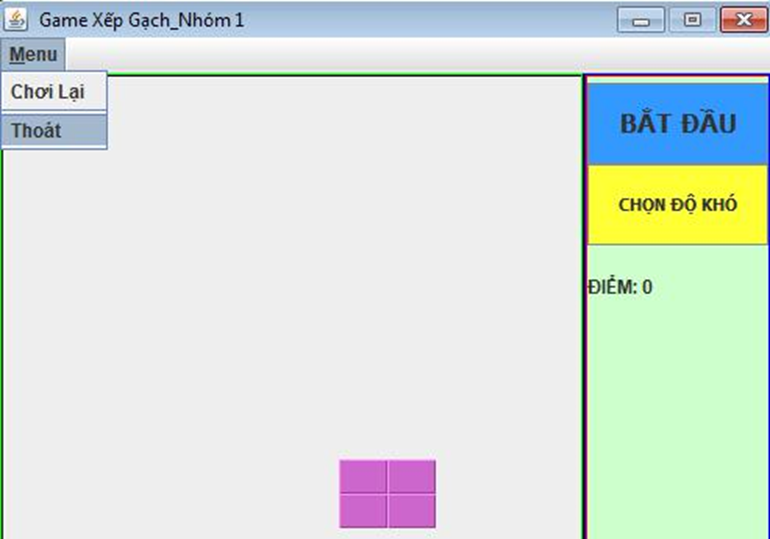 Game Xếp Gạch_Nhóm 1
Menu
Chơi Lại
Thoát
BẮT ĐẦU
CHỌN ĐỘ KHÓ
ĐIỂM: 0